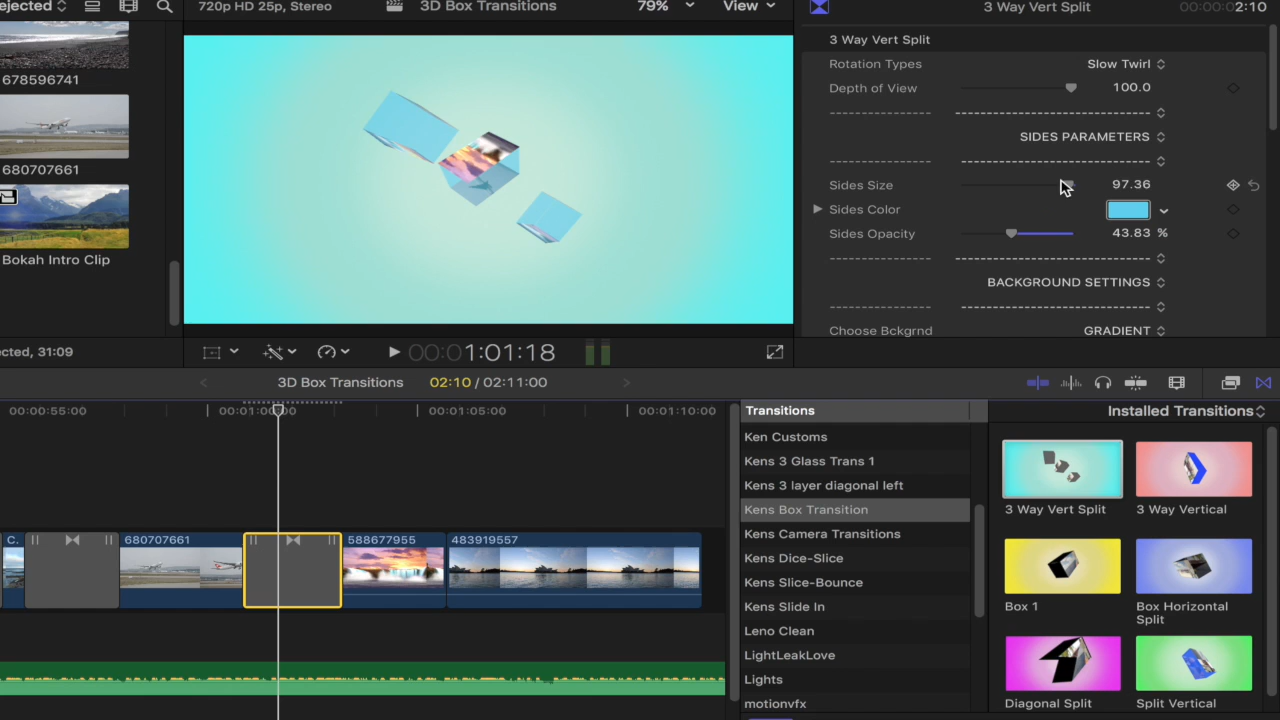 ejected
720p HD 25p, Stereo
3D Box Transitions
79%
View
3 Way Vert Split
00:00:02:10
678596741
680707661
Bokah Intro Clip
3 Way Vert Split
Rotation Types
Slow Twirl
Depth of View
100.0
SIDES PARAMETERS
Sides Size
97.36
Sides Color
Sides Opacity
43.83 %
BACKGROUND SETTINGS
Choose Bckgrnd
GRADIENT
cted, 31:09
00:00:1:01:18
3D Box Transitions
02:10 / 02:11:00
00:00:55:00
00:01:00:00
00:01:05:00
00:01:10:00
C.
680707661
588677955
483919557
Transitions
Ken Customs
Kens 3 Glass Trans 1
Kens 3 layer diagonal left
Kens Box Transition
Kens Camera Transitions
Kens Dice-Slice
Kens Slice-Bounce
Kens Slide In
Leno Clean
LightLeakLove
Lights
motionvfx
Installed Transitions
3 Way Vert Split
3 Way Vertical
Box 1
Box Horizontal
Split
Diagonal Split
Split Vertical